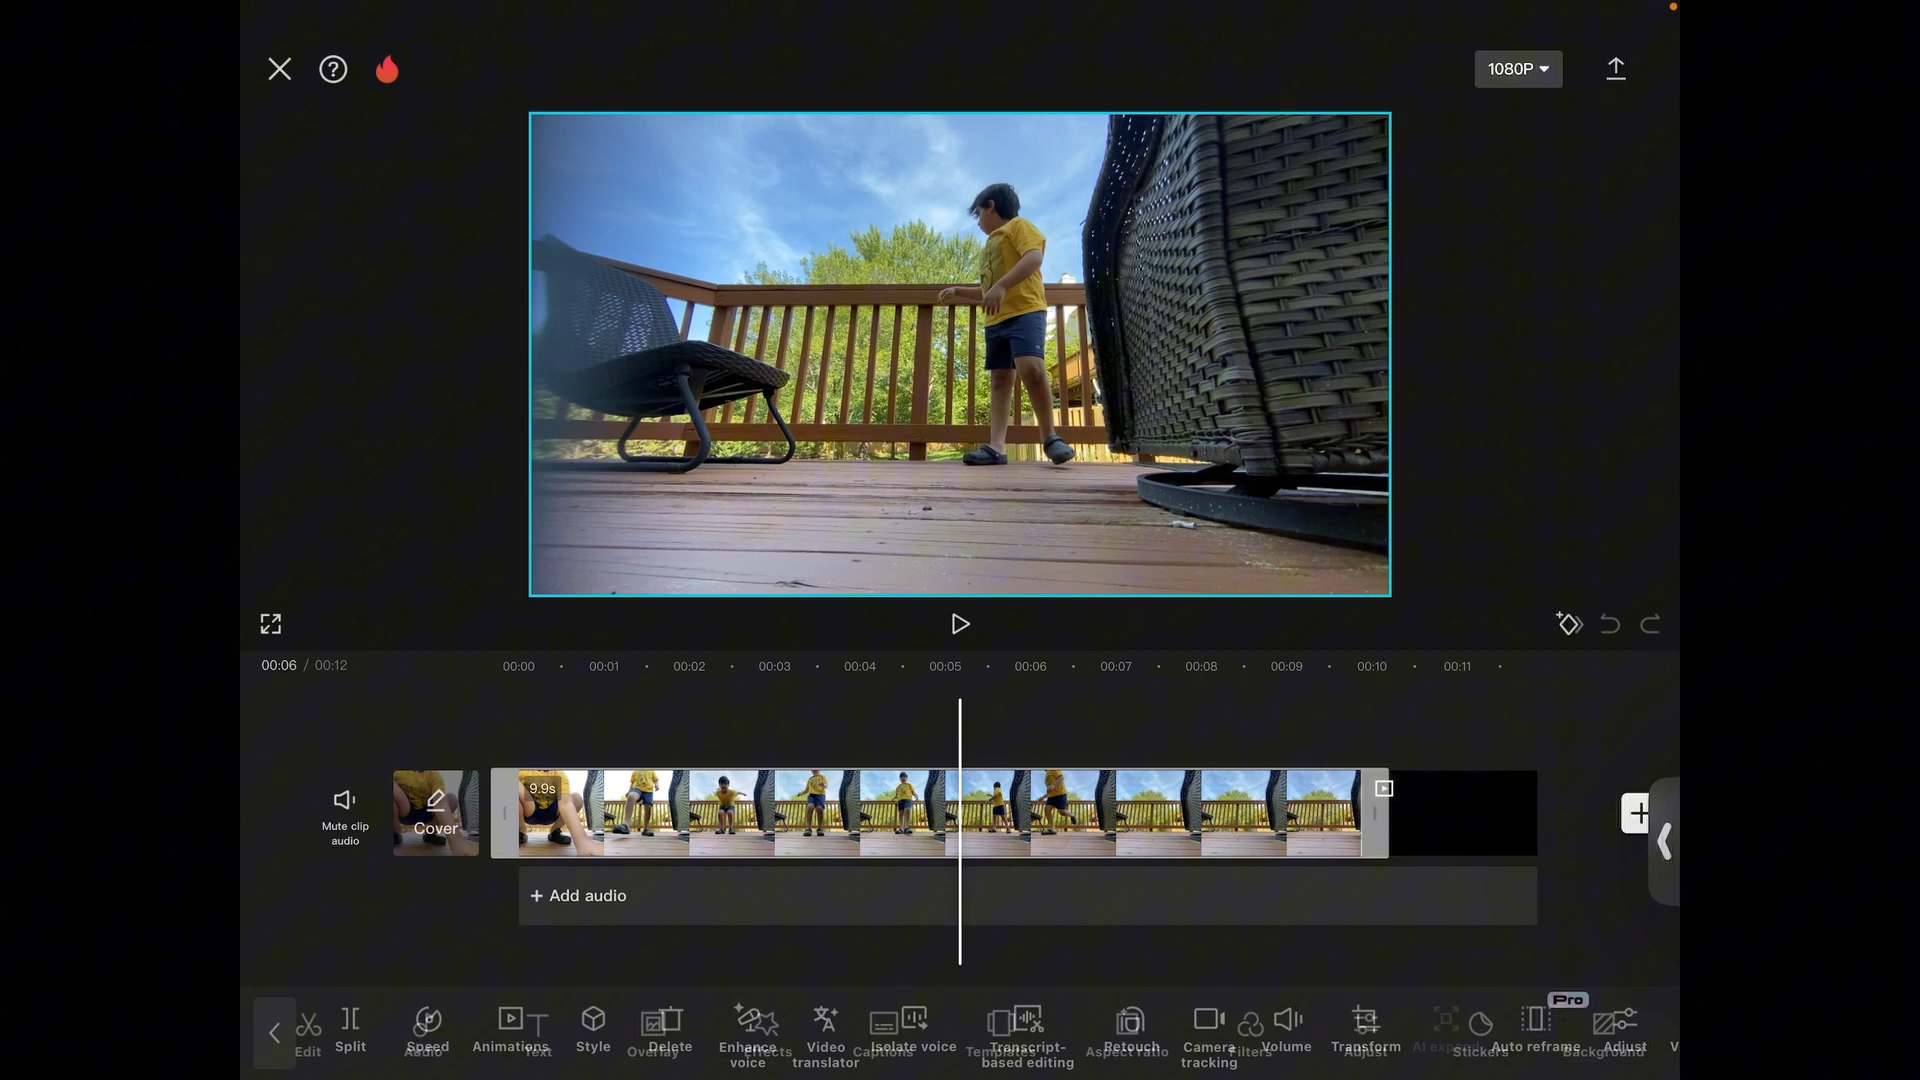 1080P
00:06 / 00:12
00:00 00:01 00:02 00:03 00:04 00:05 00:06 00:07 00:08 00:09 00:10 00:11
9.9s
Mute clip
audio
Cover
+ Add audio
Pro
Split Speed Animations Style Delete Enhance
voice Video
translator Isolate voice Transcript-
based editing Retouch Camera
tracking Volume Transform AI expand Auto reframe Adjust V
Edit Audio Text Overlay Effects Captions Templates Aspect ratio Filters Adjust Stickers Background